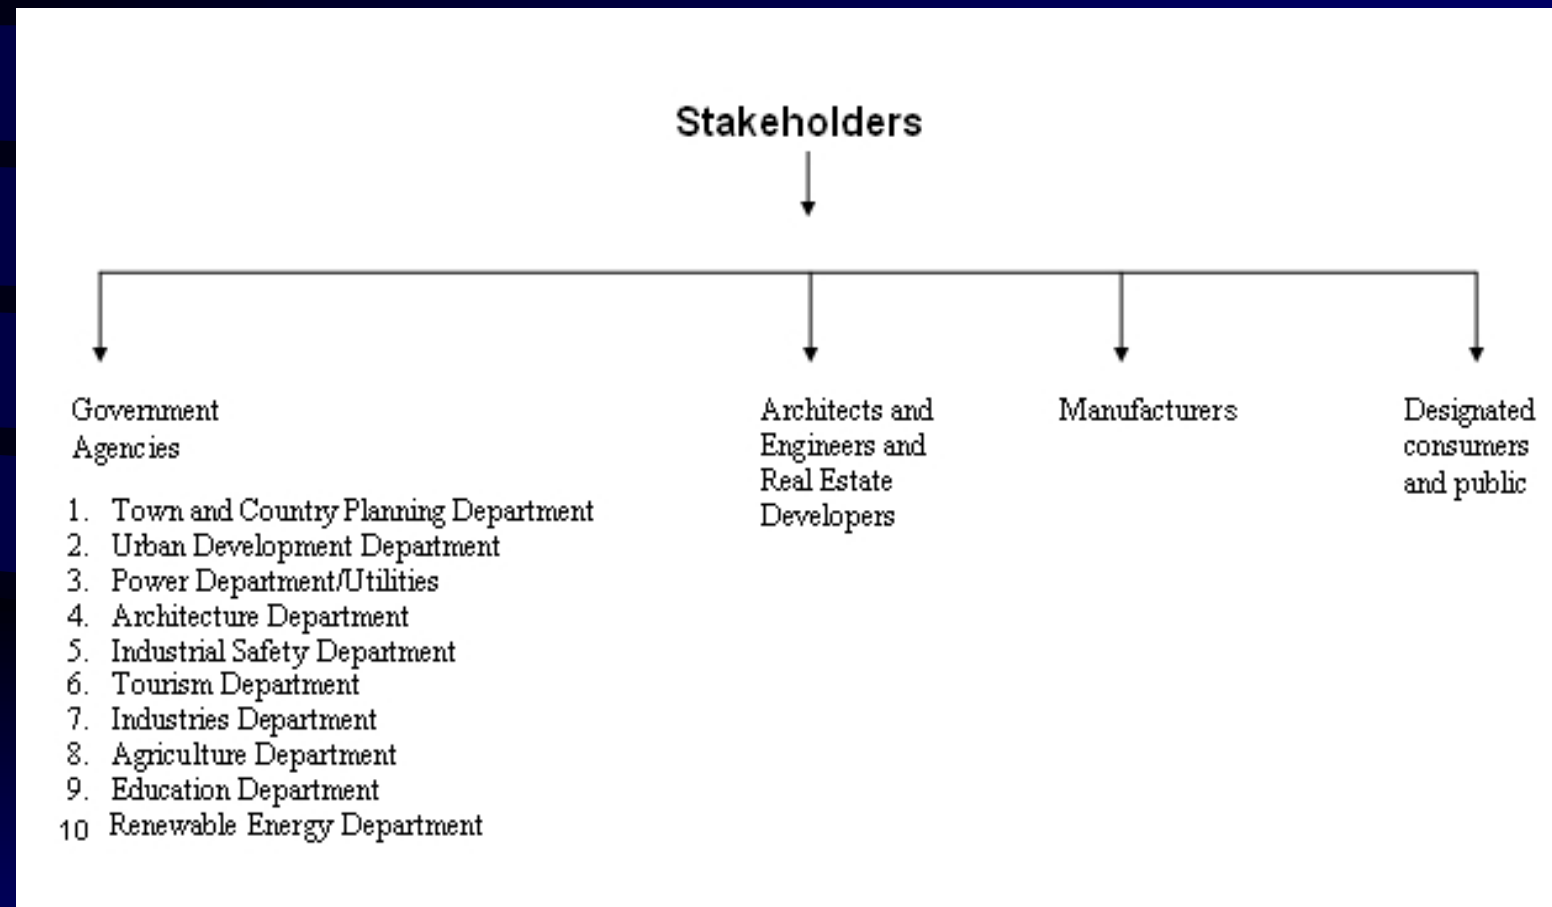 Stakeholders
Government
Agencies
1. Town and Country Planning Department
2. Urban Development Department
3. Power Department/Utilities
4. Architecture Department
5. Industrial Safety Department
6. Tourism Department
7. Industries Department
8. Agriculture Department
9. Education Department
10 Renewable Energy Department
Architects and
Engineers and
Real Estate
Developers
Manufacturers
Designated
consumers
and public